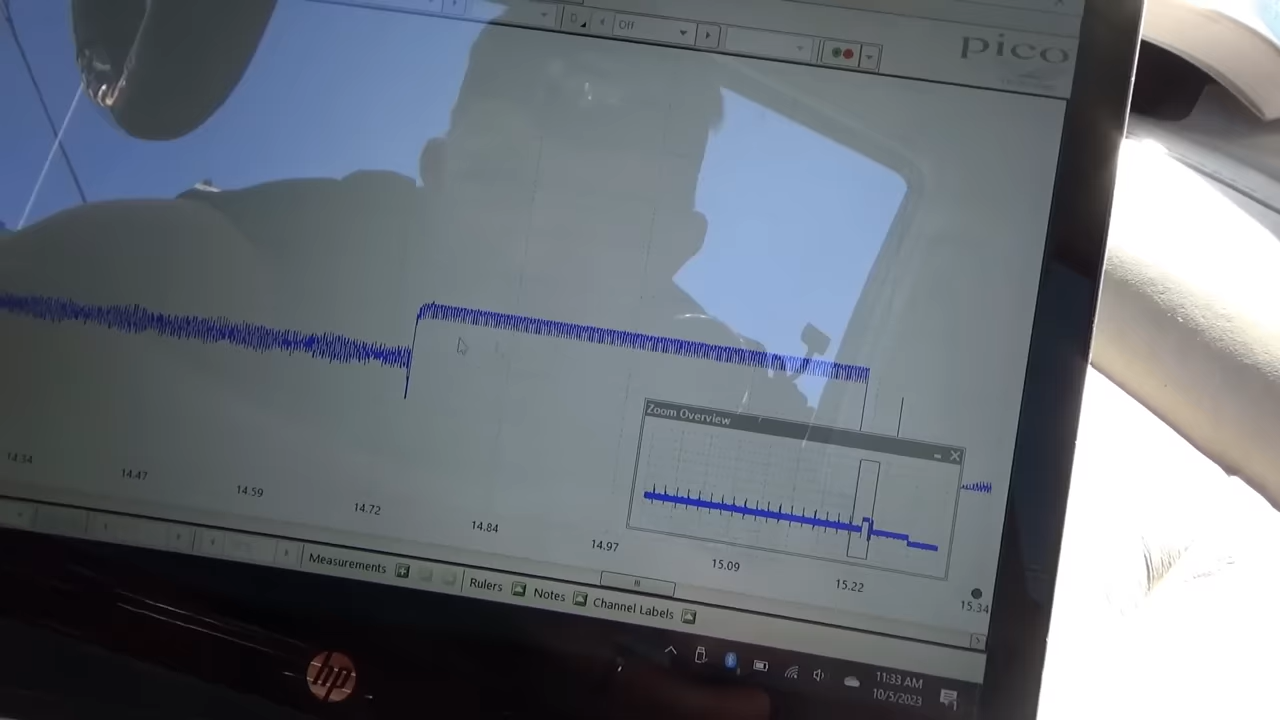 Off
pico
Zoom Overview
14.34
14.47
14.59
14.72
14.84
14.97
15.09
15.22
15.34
Measurements
Rulers
Notes
Channel Labels
hp
11:33 AM
10/5/2023